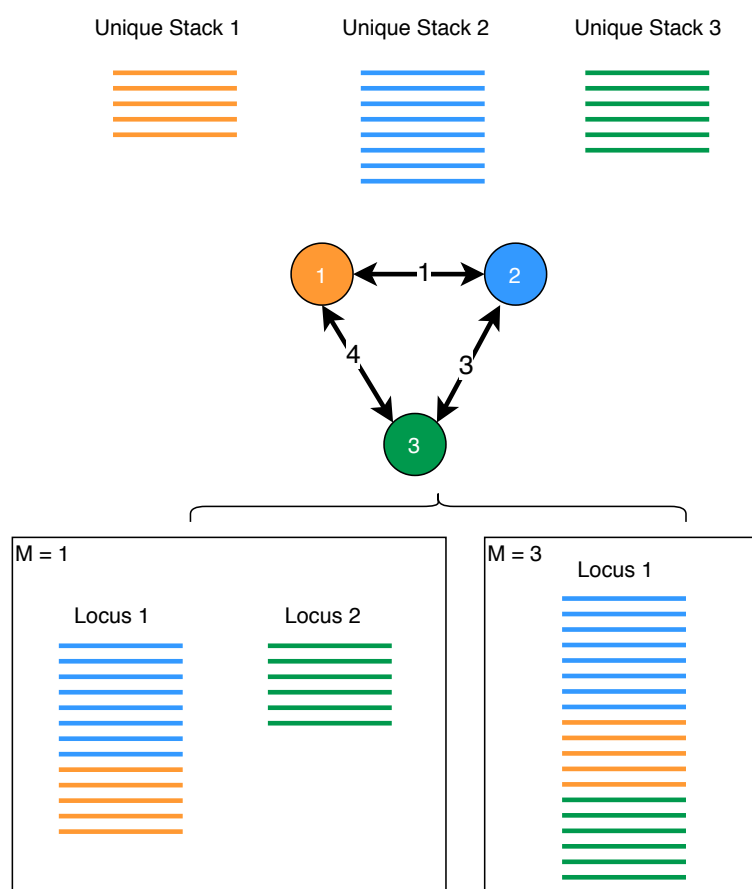 Unique Stack 1
Unique Stack 2
Unique Stack 3
1
1
2
4
3
3
M = 1
M = 3
Locus 1
Locus 1
Locus 2